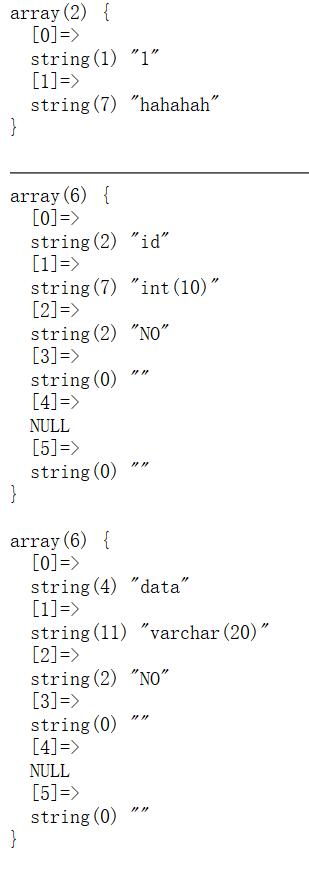 array(2) {
  [0]=>
  string(1) "1"
  [1]=>
  string(7) "hahahah"
}
array(6) {
  [0]=>
  string(2) "id"
  [1]=>
  string(7) "int(10)"
  [2]=>
  string(2) "NO"
  [3]=>
  string(0) ""
  [4]=>
  NULL
  [5]=>
  string(0) ""
}
array(6) {
  [0]=>
  string(4) "data"
  [1]=>
  string(11) "varchar(20)"
  [2]=>
  string(2) "NO"
  [3]=>
  string(0) ""
  [4]=>
  NULL
  [5]=>
  string(0) ""
}